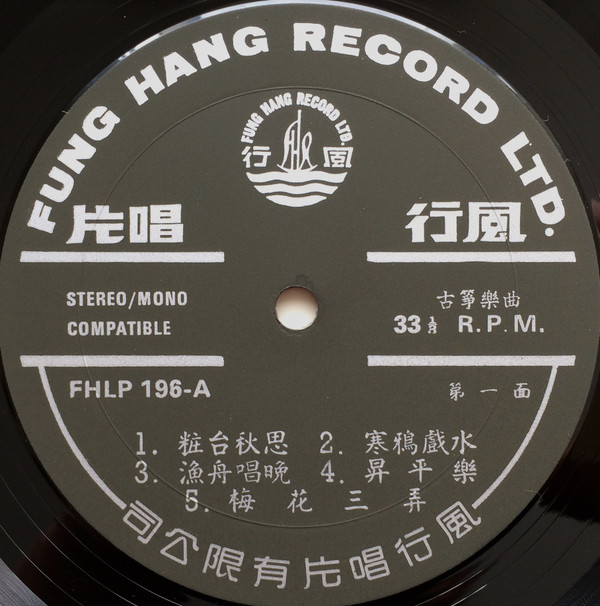 FUNG HANG RECORD LTD.
FUNG HANG RECORD LTD.
行 FHR 風
片唱 行風
STEREO/MONO
COMPATIBLE
古箏樂曲
33⅓ R.P.M.
FHLP 196-A
第一面
1. 粧台秋思 2. 寒鴉戲水
3. 漁舟唱晚 4. 昇平樂
5. 梅花三弄
司公限有片唱行風